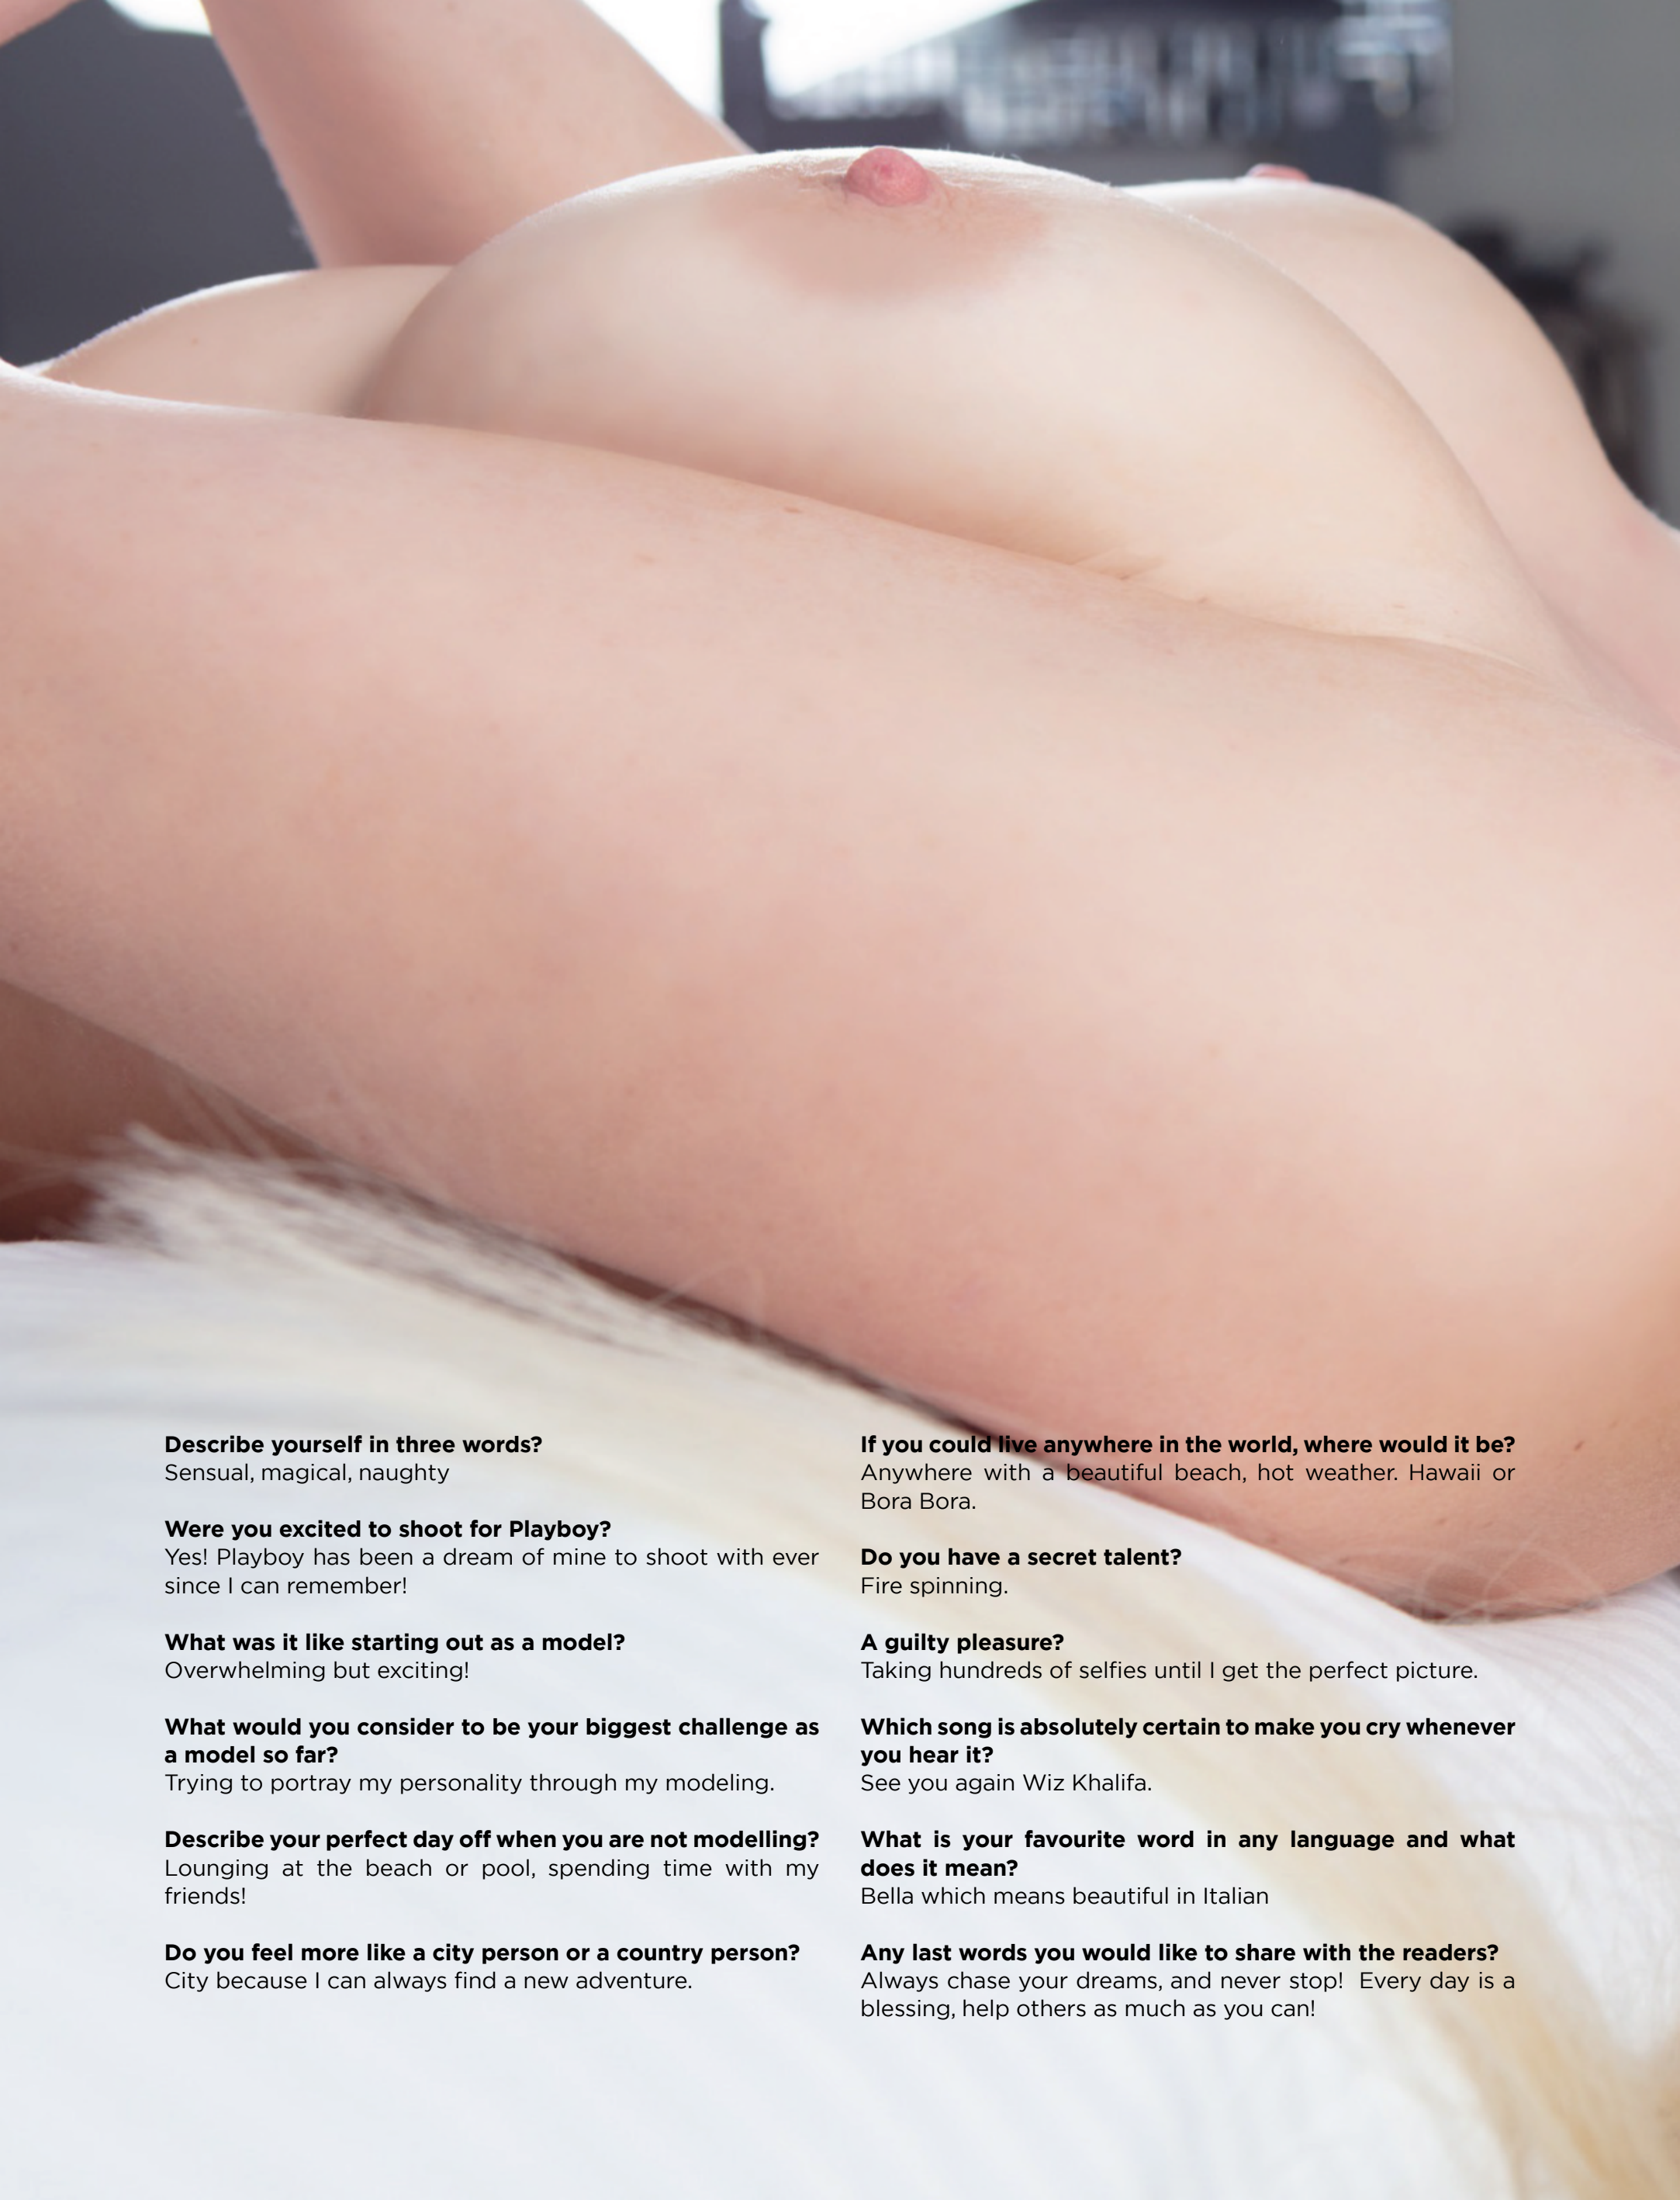 Describe yourself in three words?
Sensual, magical, naughty
Were you excited to shoot for Playboy?
Yes! Playboy has been a dream of mine to shoot with ever
since I can remember!
What was it like starting out as a model?
Overwhelming but exciting!
What would you consider to be your biggest challenge as
a model so far?
Trying to portray my personality through my modeling.
Describe your perfect day off when you are not modelling?
Lounging at the beach or pool, spending time with my
friends!
Do you feel more like a city person or a country person?
City because I can always find a new adventure.
If you could live anywhere in the world, where would it be?
Anywhere with a beautiful beach, hot weather. Hawaii or
Bora Bora.
Do you have a secret talent?
Fire spinning.
A guilty pleasure?
Taking hundreds of selfies until I get the perfect picture.
Which song is absolutely certain to make you cry whenever
you hear it?
See you again Wiz Khalifa.
What is your favourite word in any language and what
does it mean?
Bella which means beautiful in Italian
Any last words you would like to share with the readers?
Always chase your dreams, and never stop! Every day is a
blessing, help others as much as you can!